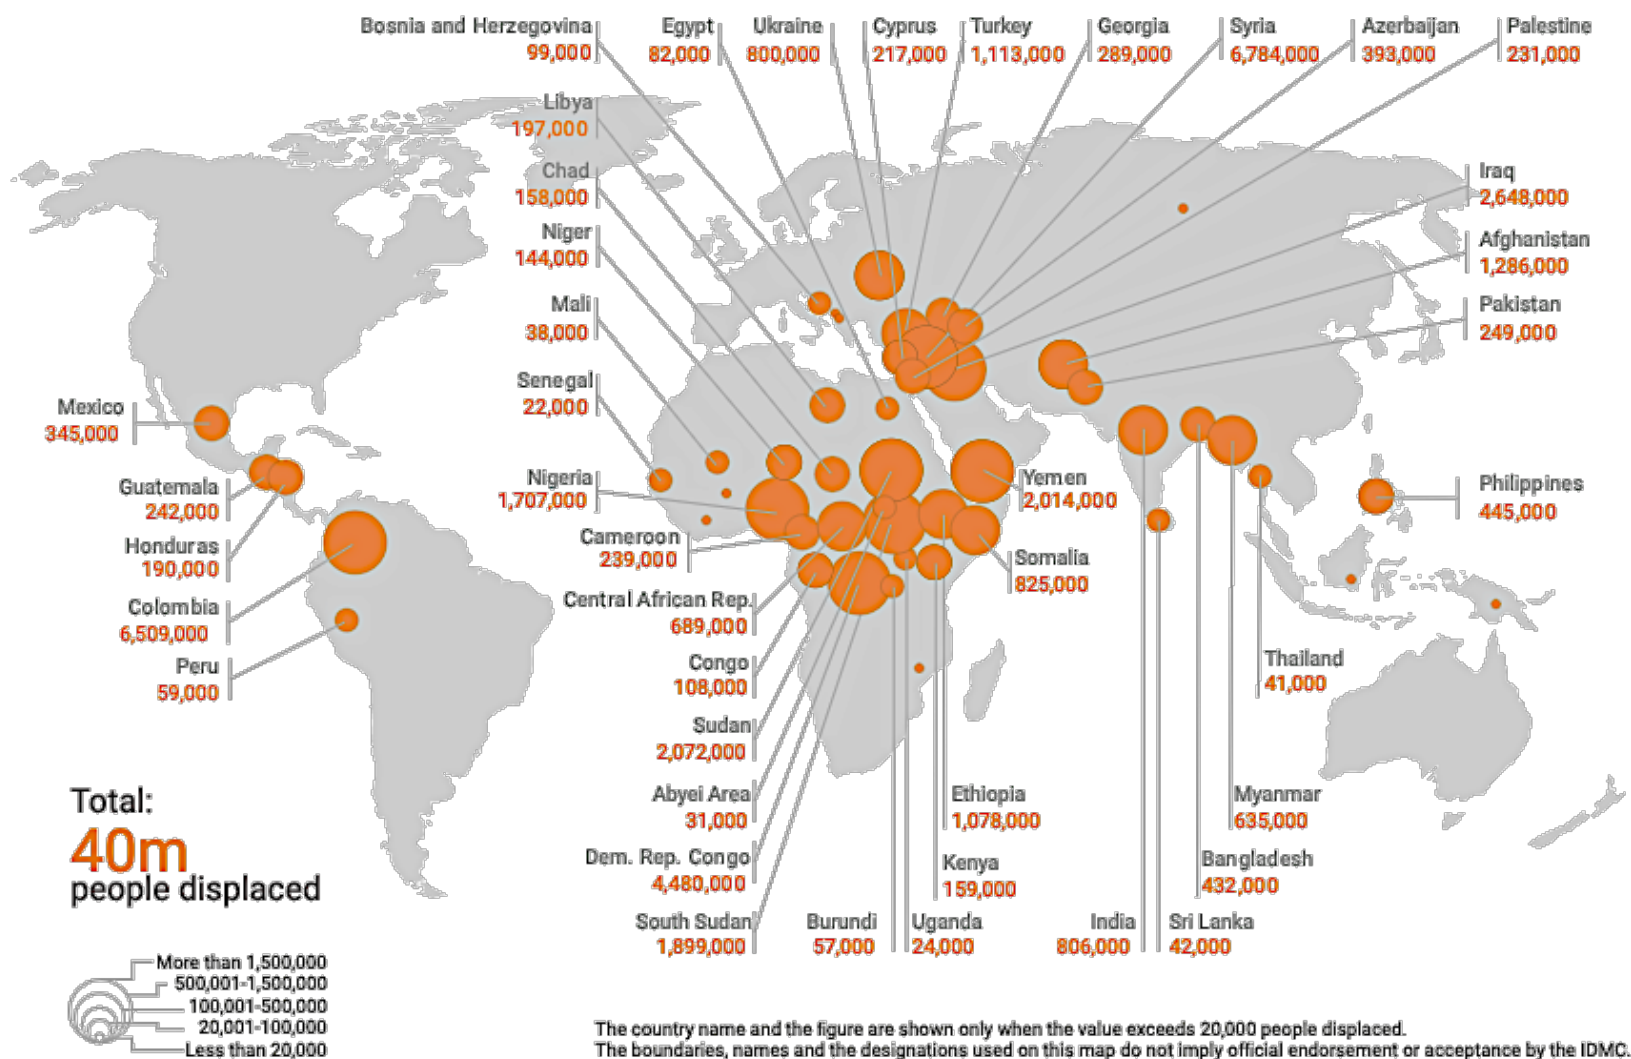 Bosnia and Herzegovina
99,000
Egypt
82,000
Ukraine
800,000
Cyprus
217,000
Turkey
1,113,000
Georgia
289,000
Syria
6,784,000
Azerbaijan
393,000
Palestine
231,000
Libya
197,000
Chad
158,000
Niger
144,000
Mali
38,000
Senegal
22,000
Nigeria
1,707,000
Cameroon
239,000
Central African Rep.
689,000
Congo
108,000
Sudan
2,072,000
Abyei Area
31,000
Dem. Rep. Congo
4,480,000
South Sudan
1,899,000
Burundi
57,000
Uganda
24,000
Kenya
159,000
Ethiopia
1,078,000
Somalia
825,000
Yemen
2,014,000
Iraq
2,648,000
Afghanistan
1,286,000
Pakistan
249,000
Philippines
445,000
Thailand
41,000
Myanmar
635,000
Bangladesh
432,000
India
806,000
Sri Lanka
42,000
Mexico
345,000
Guatemala
242,000
Honduras
190,000
Colombia
6,509,000
Peru
59,000
Total:
40m
people displaced
More than 1,500,000
500,001-1,500,000
100,001-500,000
20,001-100,000
Less than 20,000
The country name and the figure are shown only when the value exceeds 20,000 people displaced.
The boundaries, names and the designations used on this map do not imply official endorsement or acceptance by the IDMC.